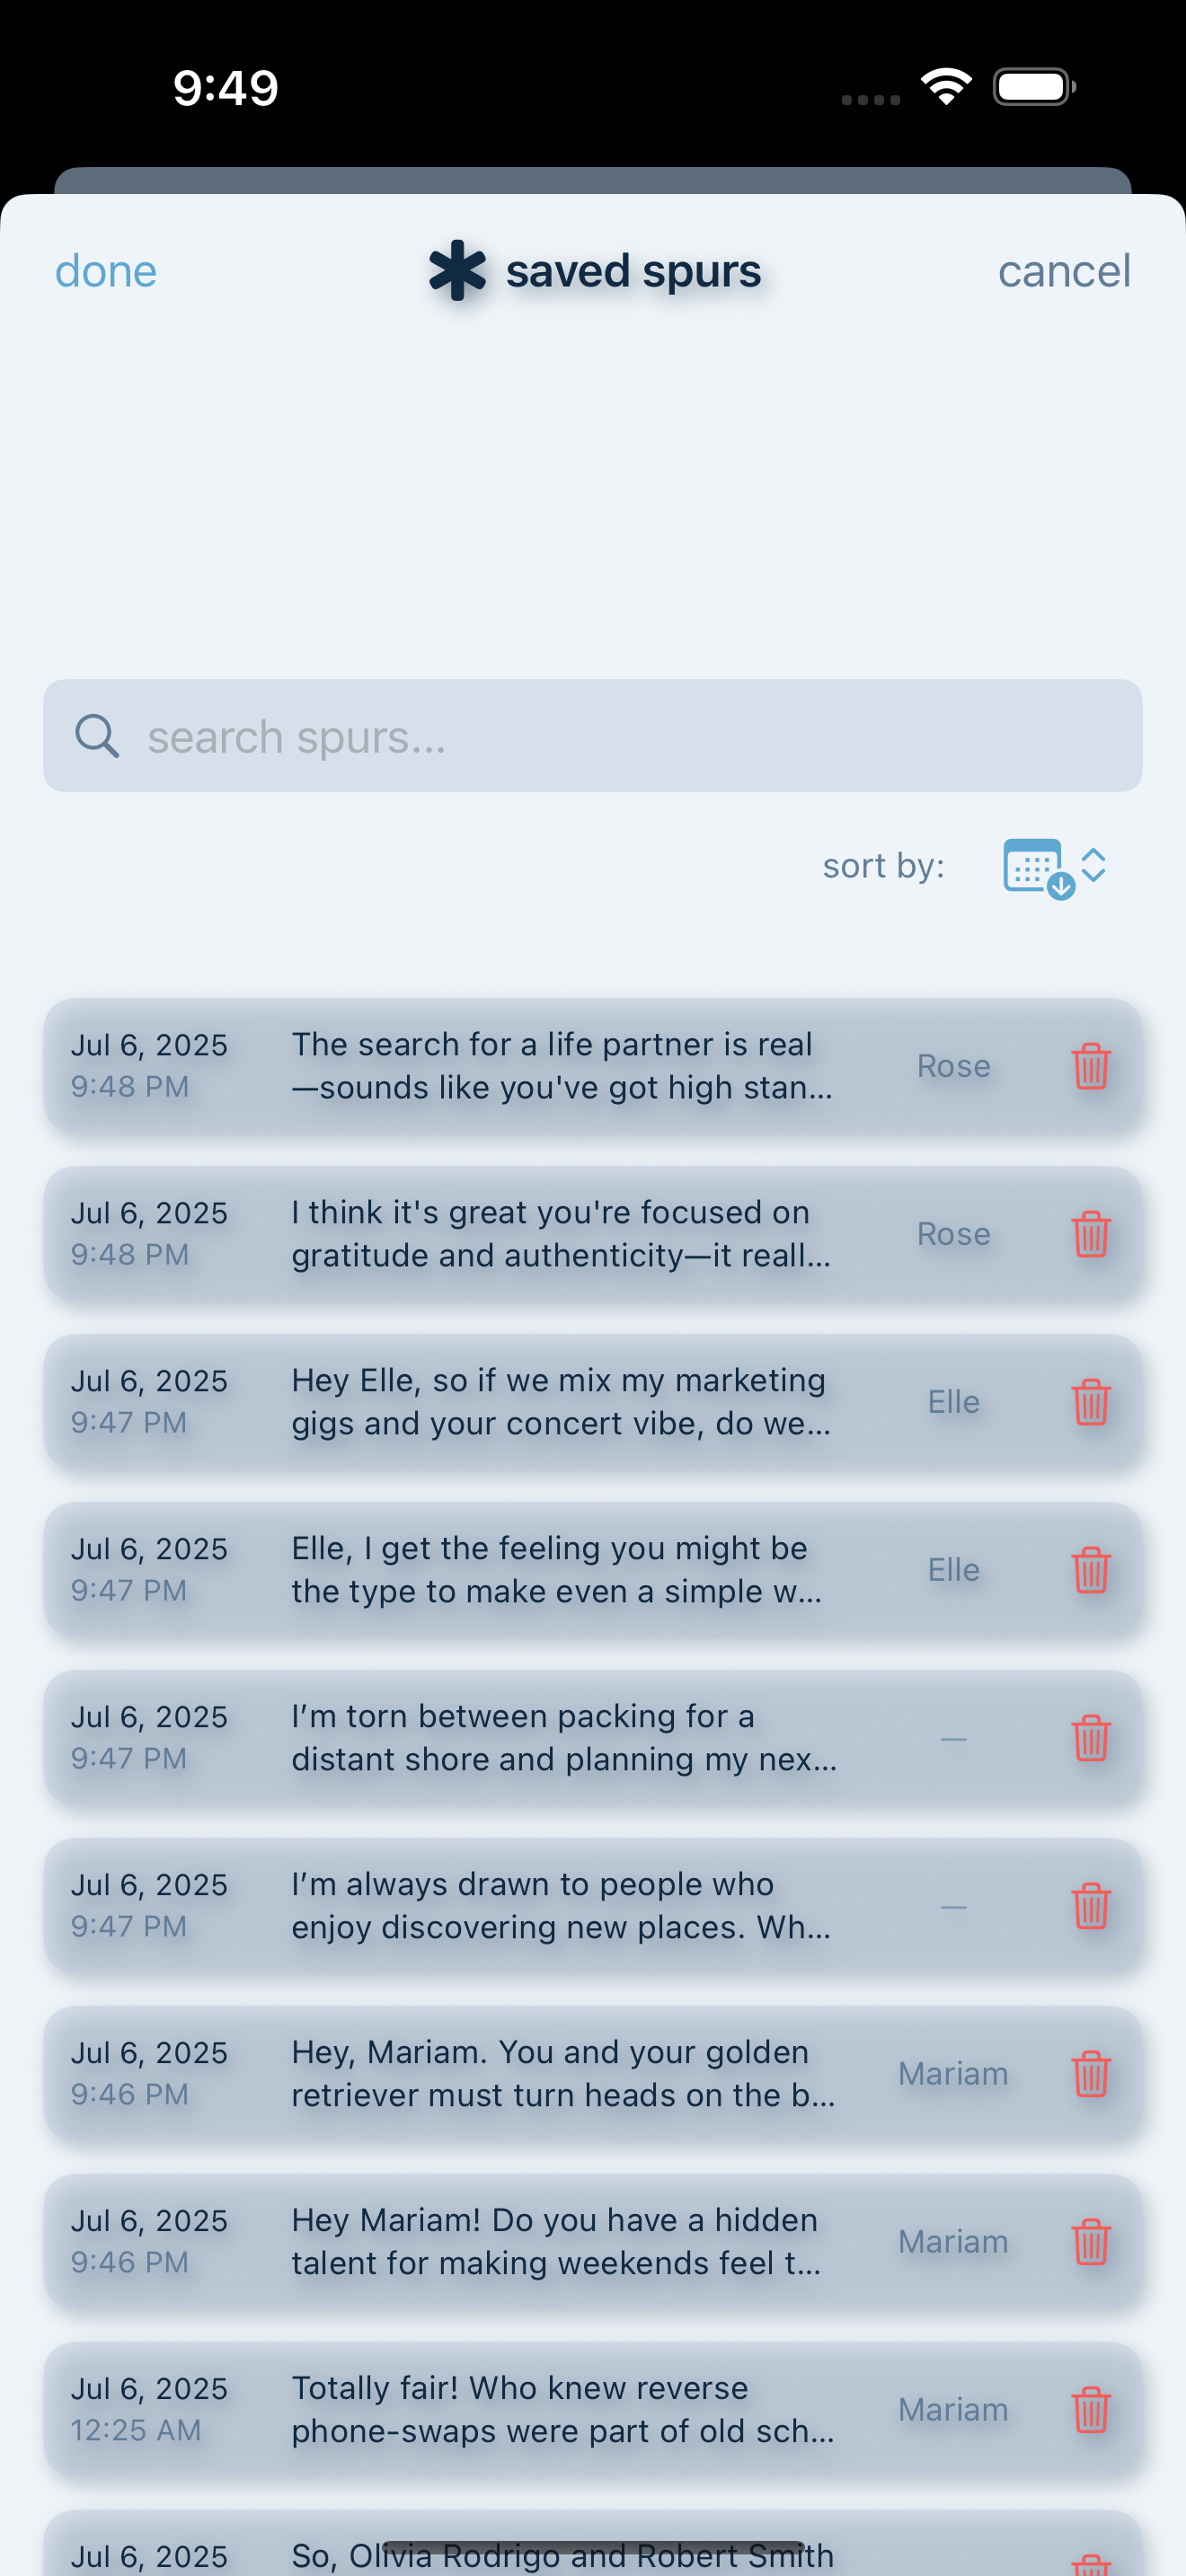 9:49
done
saved spurs
cancel
search spurs...
sort by:
Jul 6, 2025
9:48 PM
The search for a life partner is real
—sounds like you've got high stan...
Rose
Jul 6, 2025
9:48 PM
I think it's great you're focused on
gratitude and authenticity—it reall...
Rose
Jul 6, 2025
9:47 PM
Hey Elle, so if we mix my marketing
gigs and your concert vibe, do we...
Elle
Jul 6, 2025
9:47 PM
Elle, I get the feeling you might be
the type to make even a simple w...
Elle
Jul 6, 2025
9:47 PM
I’m torn between packing for a
distant shore and planning my nex...
—
Jul 6, 2025
9:47 PM
I’m always drawn to people who
enjoy discovering new places. Wh...
—
Jul 6, 2025
9:46 PM
Hey, Mariam. You and your golden
retriever must turn heads on the b...
Mariam
Jul 6, 2025
9:46 PM
Hey Mariam! Do you have a hidden
talent for making weekends feel t...
Mariam
Jul 6, 2025
12:25 AM
Totally fair! Who knew reverse
phone-swaps were part of old sch...
Mariam
Jul 6, 2025
So, Olivia Rodrigo and Robert Smith